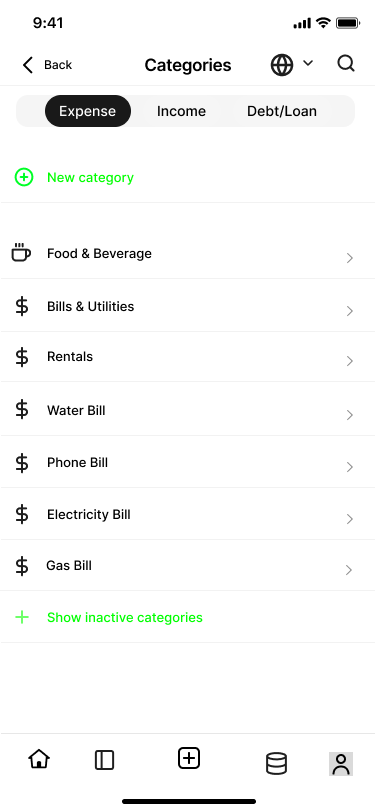 9:41
Back
Categories
Expense
Income
Debt/Loan
New category
Food & Beverage
Bills & Utilities
Rentals
Water Bill
Phone Bill
Electricity Bill
Gas Bill
Show inactive categories